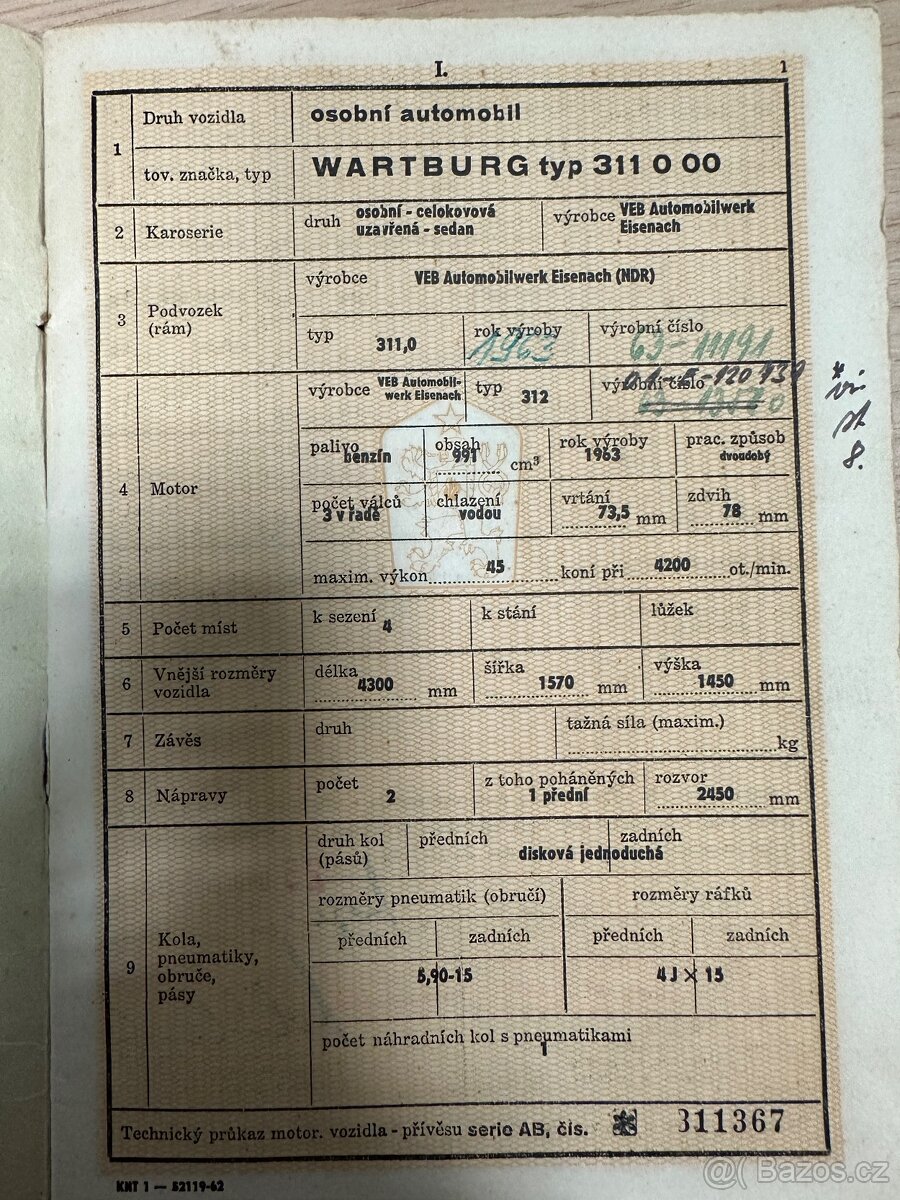 I. 1
1 Druh vozidla osobní automobil
tov. značka, typ WARTBURG typ 311 0 00
2 Karoserie druh osobní - celokovová uzavřená - sedan výrobce VEB Automobilwerk Eisenach
3 Podvozek (rám) výrobce VEB Automobilwerk Eisenach (NDR)
typ 311,0 rok výroby 1963 výrobní číslo 63-11191
4 Motor výrobce VEB Automobil-werk Eisenach typ 312 výrobní číslo
palivo benzín obsah 991 cm³ rok výroby 1963 prac. způsob dvoudobý
počet válců 3 v řadě chlazení vodou vrtání 73,5 mm zdvih 78 mm
maxim. výkon 45 koní při 4200 ot./min.
viz
st
8.
5 Počet míst k sezení 4 k stání lůžek
6 Vnější rozměry vozidla délka 4300 mm šířka 1570 mm výška 1450 mm
7 Závěs druh tažná síla (maxim.) kg
8 Nápravy počet 2 z toho poháněných 1 přední rozvor 2450 mm
9 Kola, pneumatiky, obruče, pásy druh kol (pásů) předních zadních
disková jednoduchá
rozměry pneumatik (obručí) rozměry ráfků
předních zadních předních zadních
5,90-15 4 J × 15
počet náhradních kol s pneumatikami
1
Technický průkaz motor. vozidla - přívěsu serie AB, čís. 311367
KNT 1 — 52119-62
@ Bazos.cz